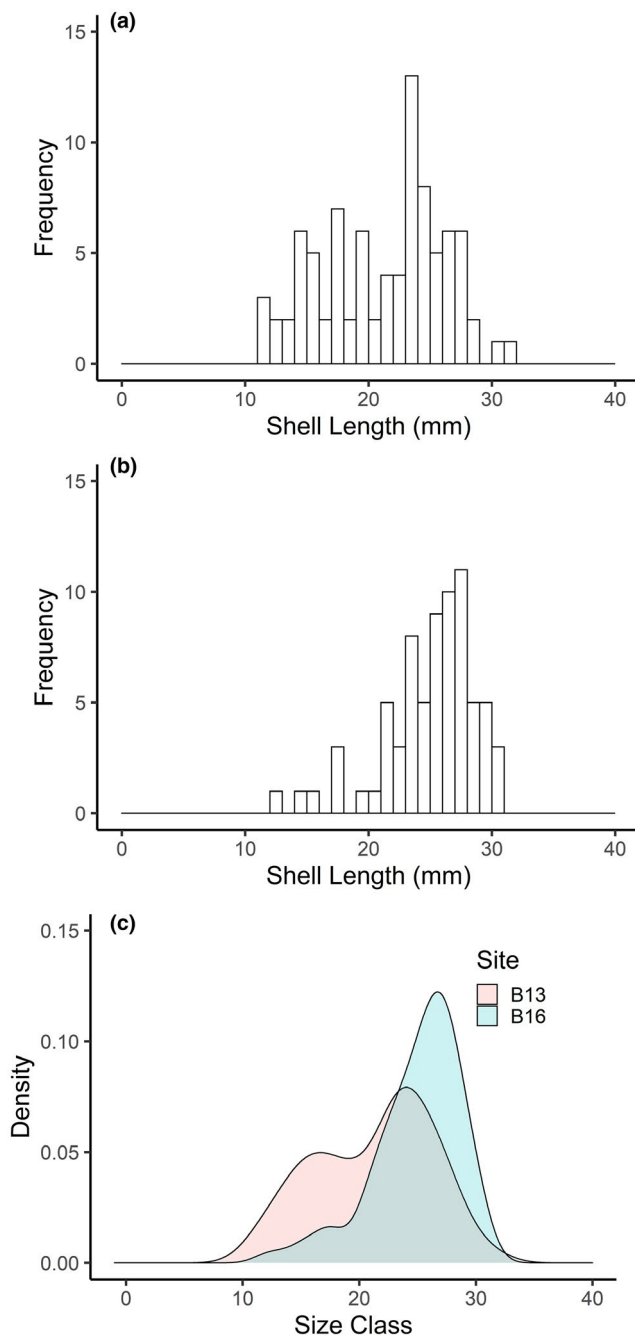 (a)
15
10
5
0
Frequency
0 10 20 30 40
Shell Length (mm)
(b)
15
10
5
0
Frequency
0 10 20 30 40
Shell Length (mm)
(c)
0.15
0.10
0.05
0.00
Density
Site
B13
B16
0 10 20 30 40
Size Class